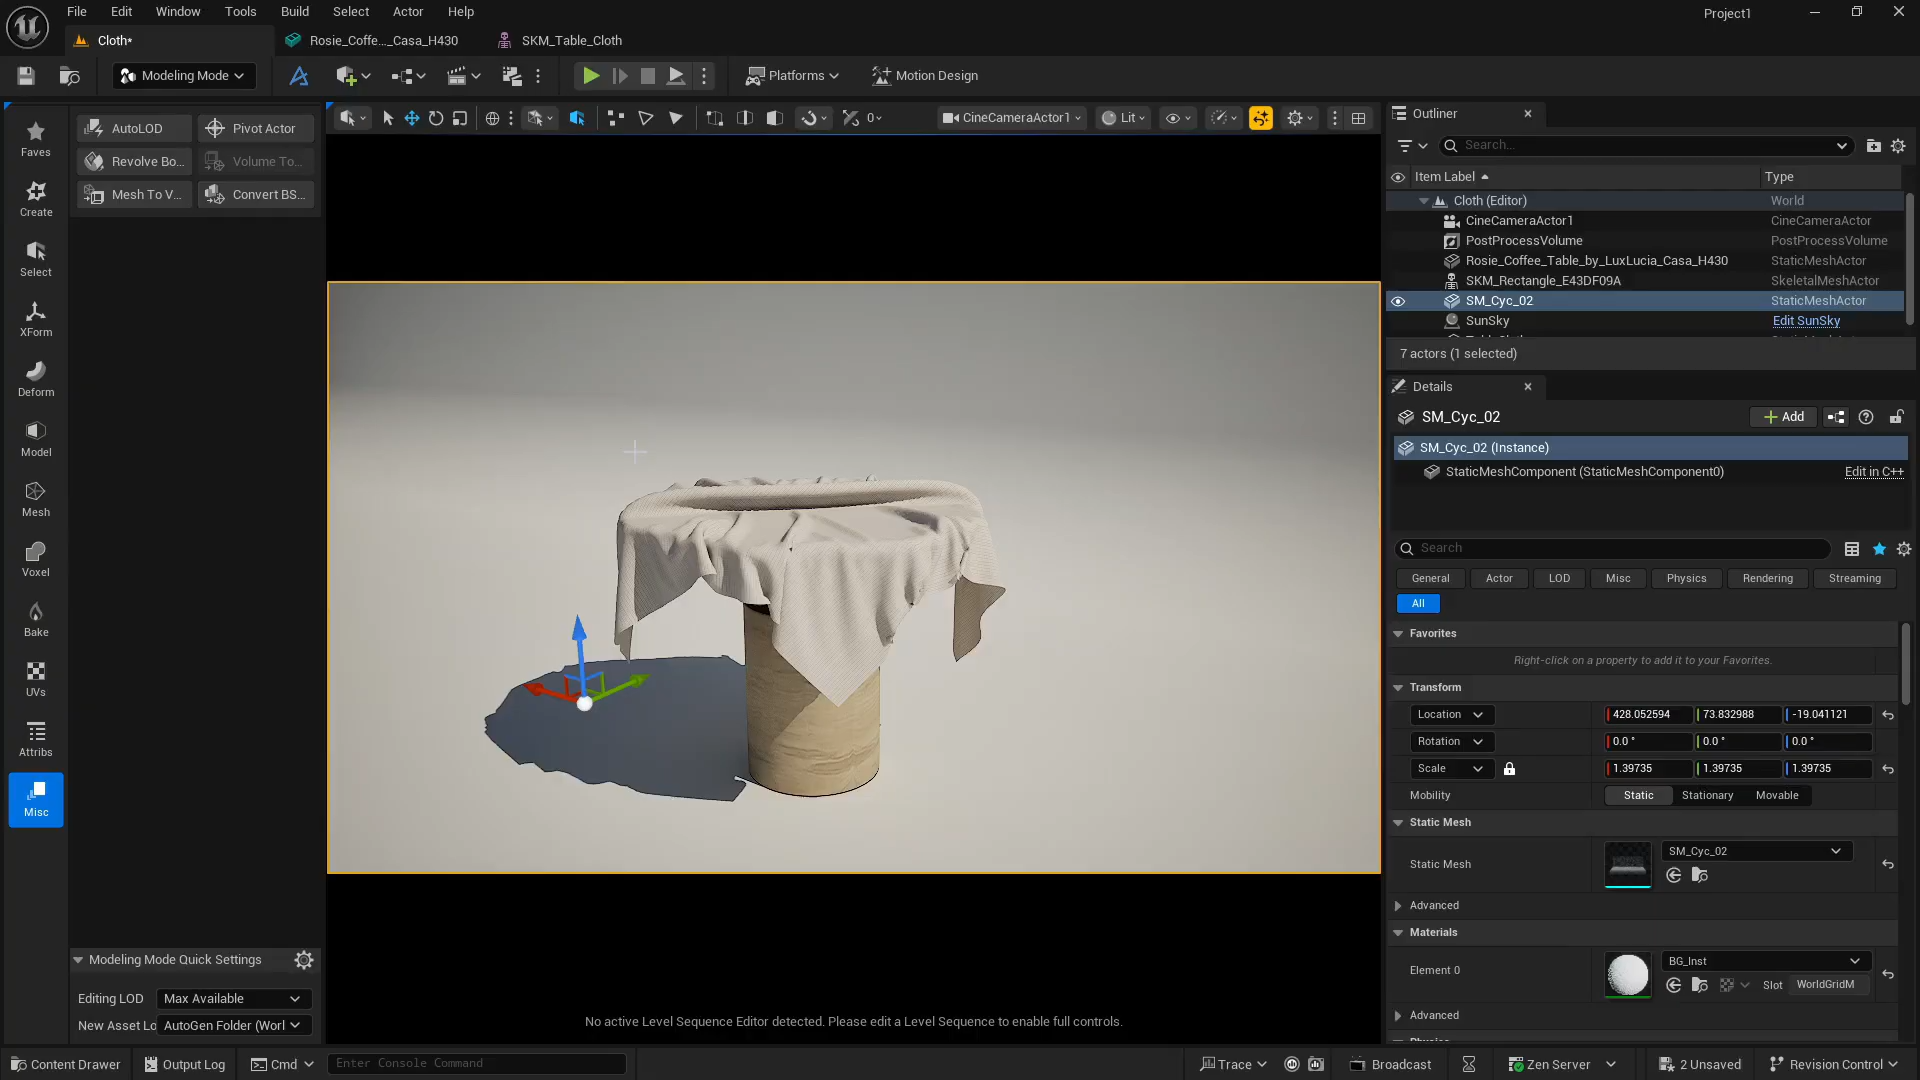 File Edit Window Tools Build Select Actor Help
Project1
Cloth*
Rosie_Coffe..._Casa_H430
SKM_Table_Cloth
Modeling Mode
Platforms
Motion Design
Faves
Create
Select
XForm
Deform
Model
Mesh
Voxel
Bake
UVs
Attribs
Misc
AutoLOD
Pivot Actor
Revolve Bo...
Volume To...
Mesh To V...
Convert BS...
Modeling Mode Quick Settings
Editing LOD
Max Available
New Asset Lo
AutoGen Folder (Worl
0
CineCameraActor1
Lit
No active Level Sequence Editor detected. Please edit a Level Sequence to enable full controls.
Outliner
Search...
Item Label
Type
Cloth (Editor)
World
CineCameraActor1
CineCameraActor
PostProcessVolume
PostProcessVolume
Rosie_Coffee_Table_by_LuxLucia_Casa_H430
StaticMeshActor
SKM_Rectangle_E43DF09A
SkeletalMeshActor
SM_Cyc_02
StaticMeshActor
SunSky
Edit SunSky
7 actors (1 selected)
Details
SM_Cyc_02
Add
SM_Cyc_02 (Instance)
StaticMeshComponent (StaticMeshComponent0)
Edit in C++
Search
General
Actor
LOD
Misc
Physics
Rendering
Streaming
All
Favorites
Right-click on a property to add it to your Favorites.
Transform
Location
428.052594
73.832988
-19.041121
Rotation
0.0 °
0.0 °
0.0 °
Scale
1.39735
1.39735
1.39735
Mobility
Static
Stationary
Movable
Static Mesh
Static Mesh
SM_Cyc_02
Advanced
Materials
Element 0
BG_Inst
Slot
WorldGridM
Advanced
Content Drawer
Output Log
Cmd
Enter Console Command
Trace
Broadcast
Zen Server
2 Unsaved
Revision Control